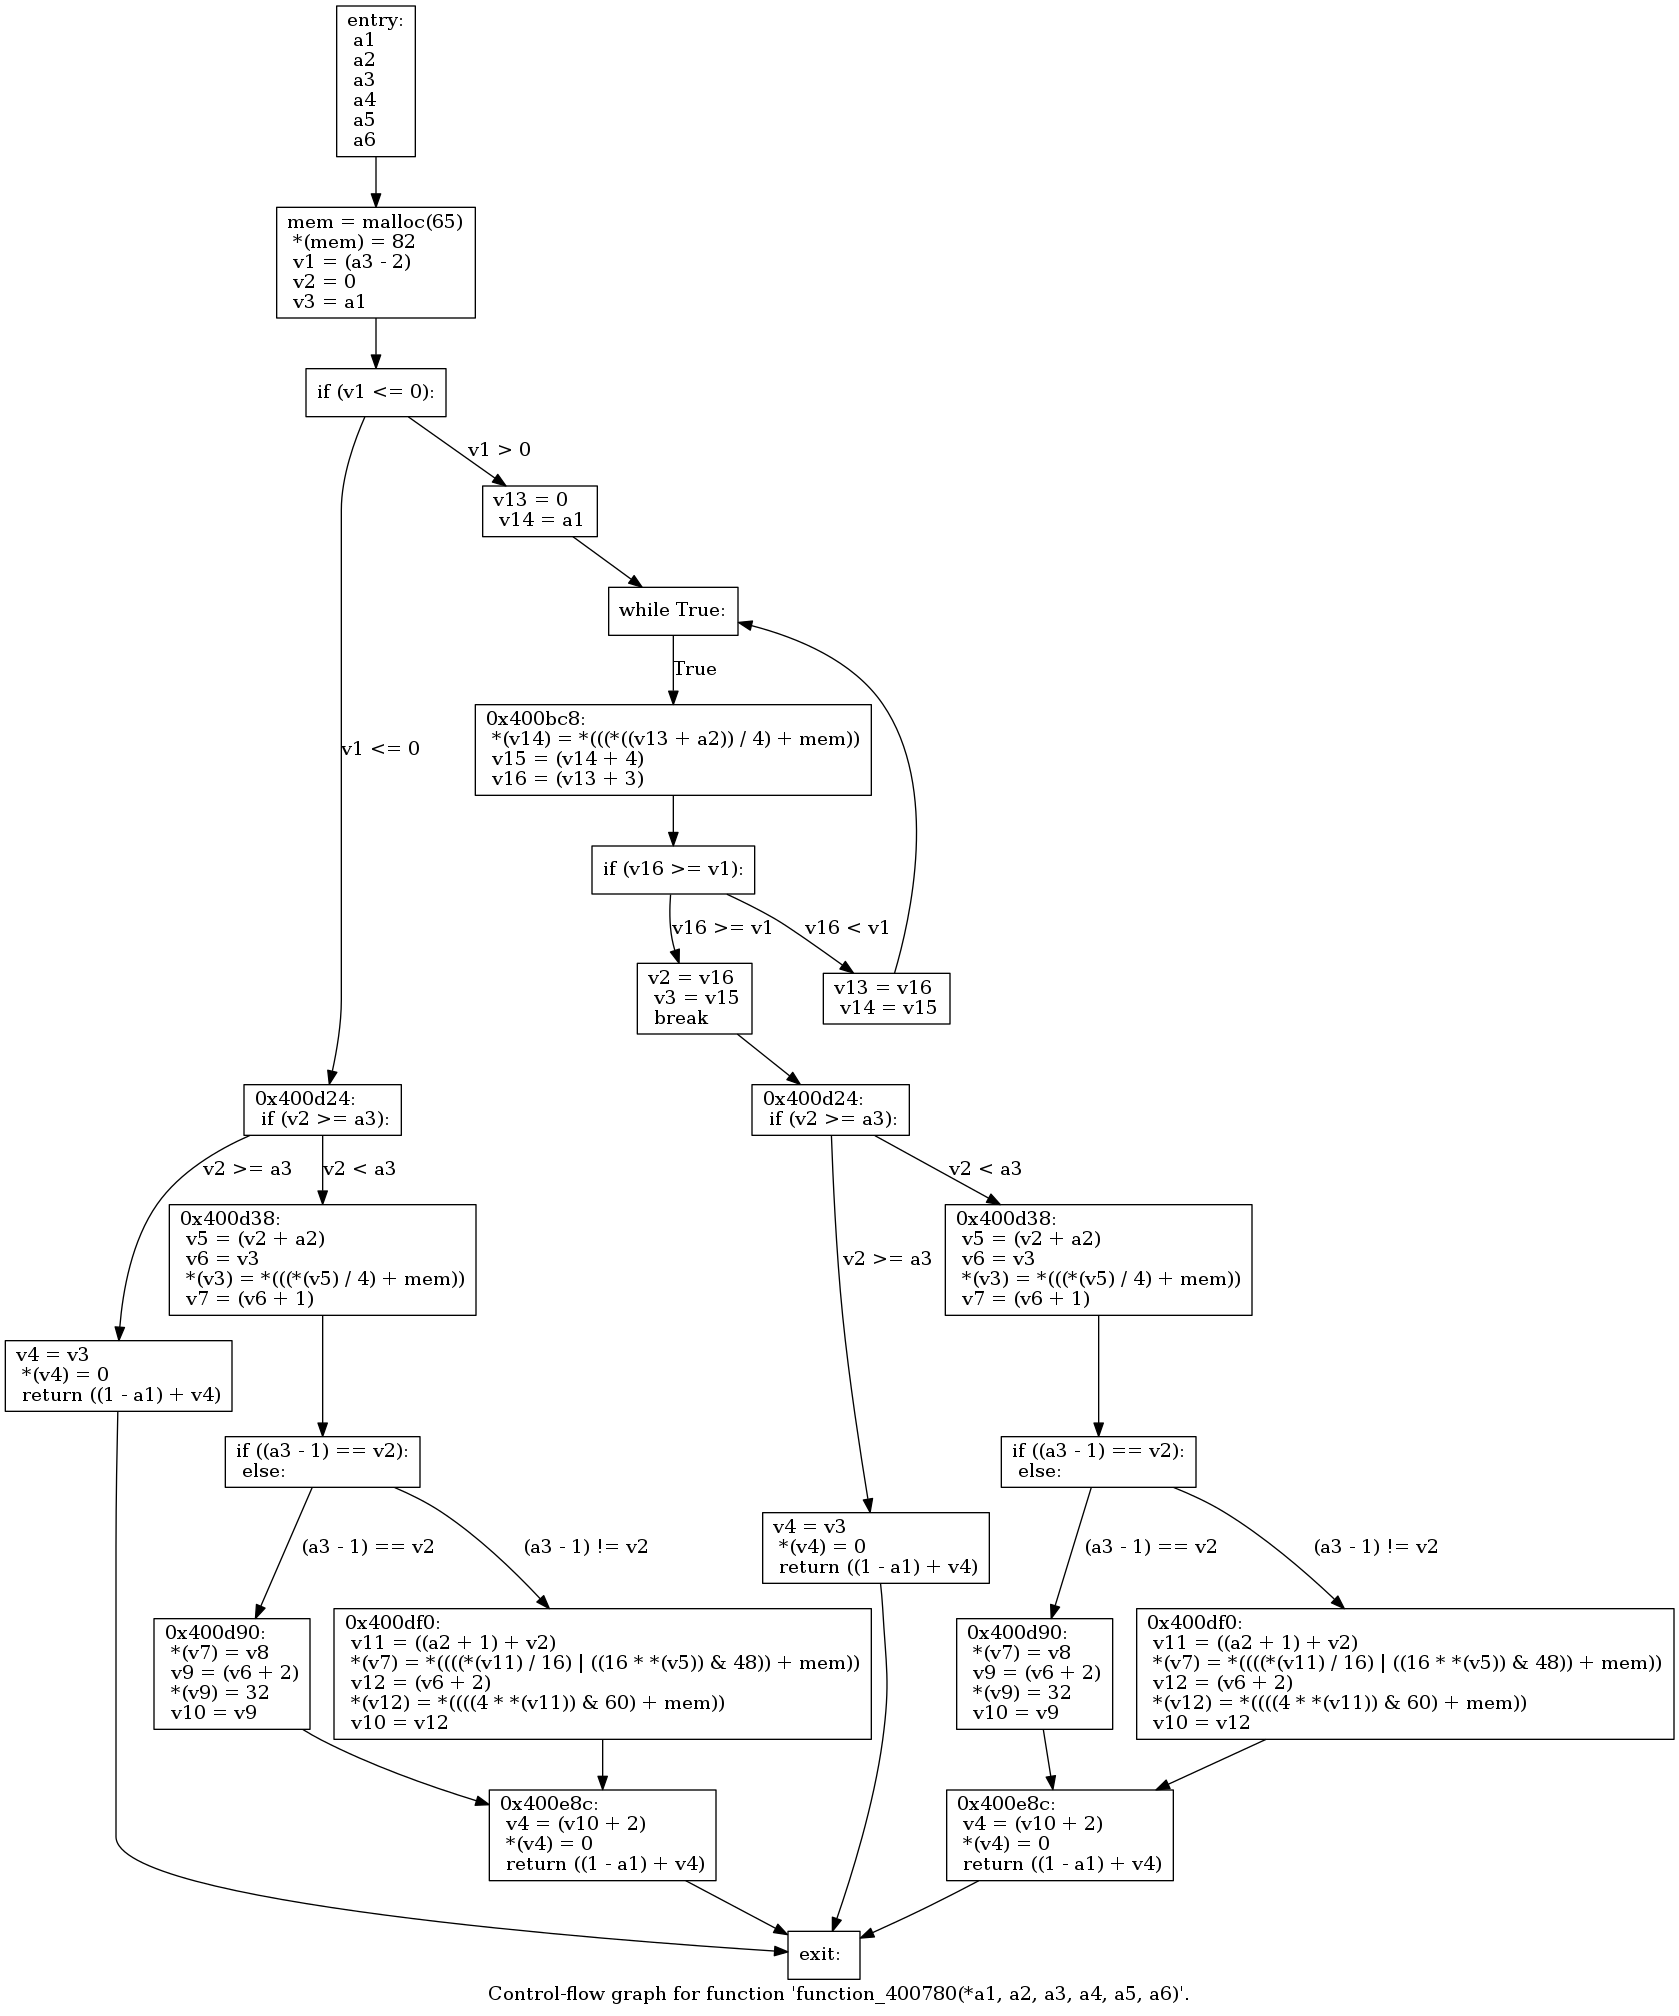 entry:
a1
a2
a3
a4
a5
a6
mem = malloc(65)
*(mem) = 82
v1 = (a3 - 2)
v2 = 0
v3 = a1
if (v1 <= 0):
v1 > 0
v13 = 0
v14 = a1
while True:
True
v1 <= 0
0x400bc8:
*(v14) = *(((*((v13 + a2)) / 4) + mem))
v15 = (v14 + 4)
v16 = (v13 + 3)
if (v16 >= v1):
v16 >= v1
v16 < v1
v2 = v16
v3 = v15
break
v13 = v16
v14 = v15
0x400d24:
if (v2 >= a3):
0x400d24:
if (v2 >= a3):
v2 >= a3
v2 < a3
v2 < a3
0x400d38:
v5 = (v2 + a2)
v6 = v3
*(v3) = *(((*(v5) / 4) + mem))
v7 = (v6 + 1)
v2 >= a3
0x400d38:
v5 = (v2 + a2)
v6 = v3
*(v3) = *(((*(v5) / 4) + mem))
v7 = (v6 + 1)
v4 = v3
*(v4) = 0
return ((1 - a1) + v4)
if ((a3 - 1) == v2):
else:
if ((a3 - 1) == v2):
else:
(a3 - 1) == v2
(a3 - 1) != v2
v4 = v3
*(v4) = 0
return ((1 - a1) + v4)
(a3 - 1) == v2
(a3 - 1) != v2
0x400d90:
*(v7) = v8
v9 = (v6 + 2)
*(v9) = 32
v10 = v9
0x400df0:
v11 = ((a2 + 1) + v2)
*(v7) = *((((*(v11) / 16) | ((16 * *(v5)) & 48)) + mem))
v12 = (v6 + 2)
*(v12) = *((((4 * *(v11)) & 60) + mem))
v10 = v12
0x400d90:
*(v7) = v8
v9 = (v6 + 2)
*(v9) = 32
v10 = v9
0x400df0:
v11 = ((a2 + 1) + v2)
*(v7) = *((((*(v11) / 16) | ((16 * *(v5)) & 48)) + mem))
v12 = (v6 + 2)
*(v12) = *((((4 * *(v11)) & 60) + mem))
v10 = v12
0x400e8c:
v4 = (v10 + 2)
*(v4) = 0
return ((1 - a1) + v4)
0x400e8c:
v4 = (v10 + 2)
*(v4) = 0
return ((1 - a1) + v4)
exit:
Control-flow graph for function 'function_400780(*a1, a2, a3, a4, a5, a6)'.